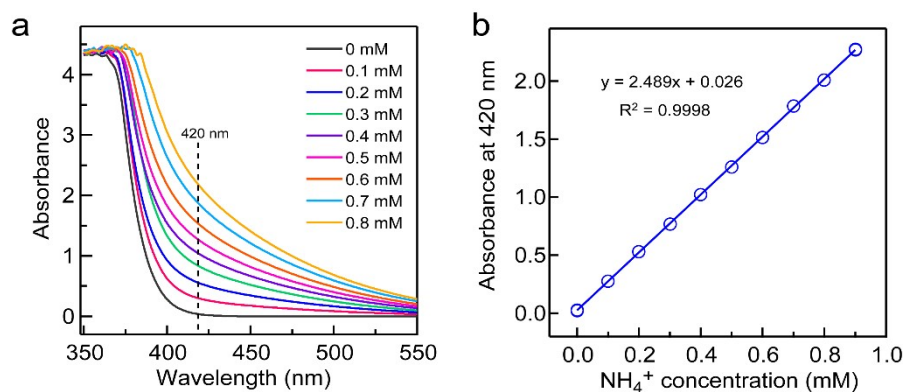 a
Absorbance
4
3
2
1
0
350
400
450
500
550
Wavelength (nm)
420 nm
0 mM
0.1 mM
0.2 mM
0.3 mM
0.4 mM
0.5 mM
0.6 mM
0.7 mM
0.8 mM
b
Absorbance at 420 nm
2.0
1.5
1.0
0.5
0.0
y = 2.489x + 0.026
R² = 0.9998
0.0
0.2
0.4
0.6
0.8
1.0
NH₄⁺ concentration (mM)